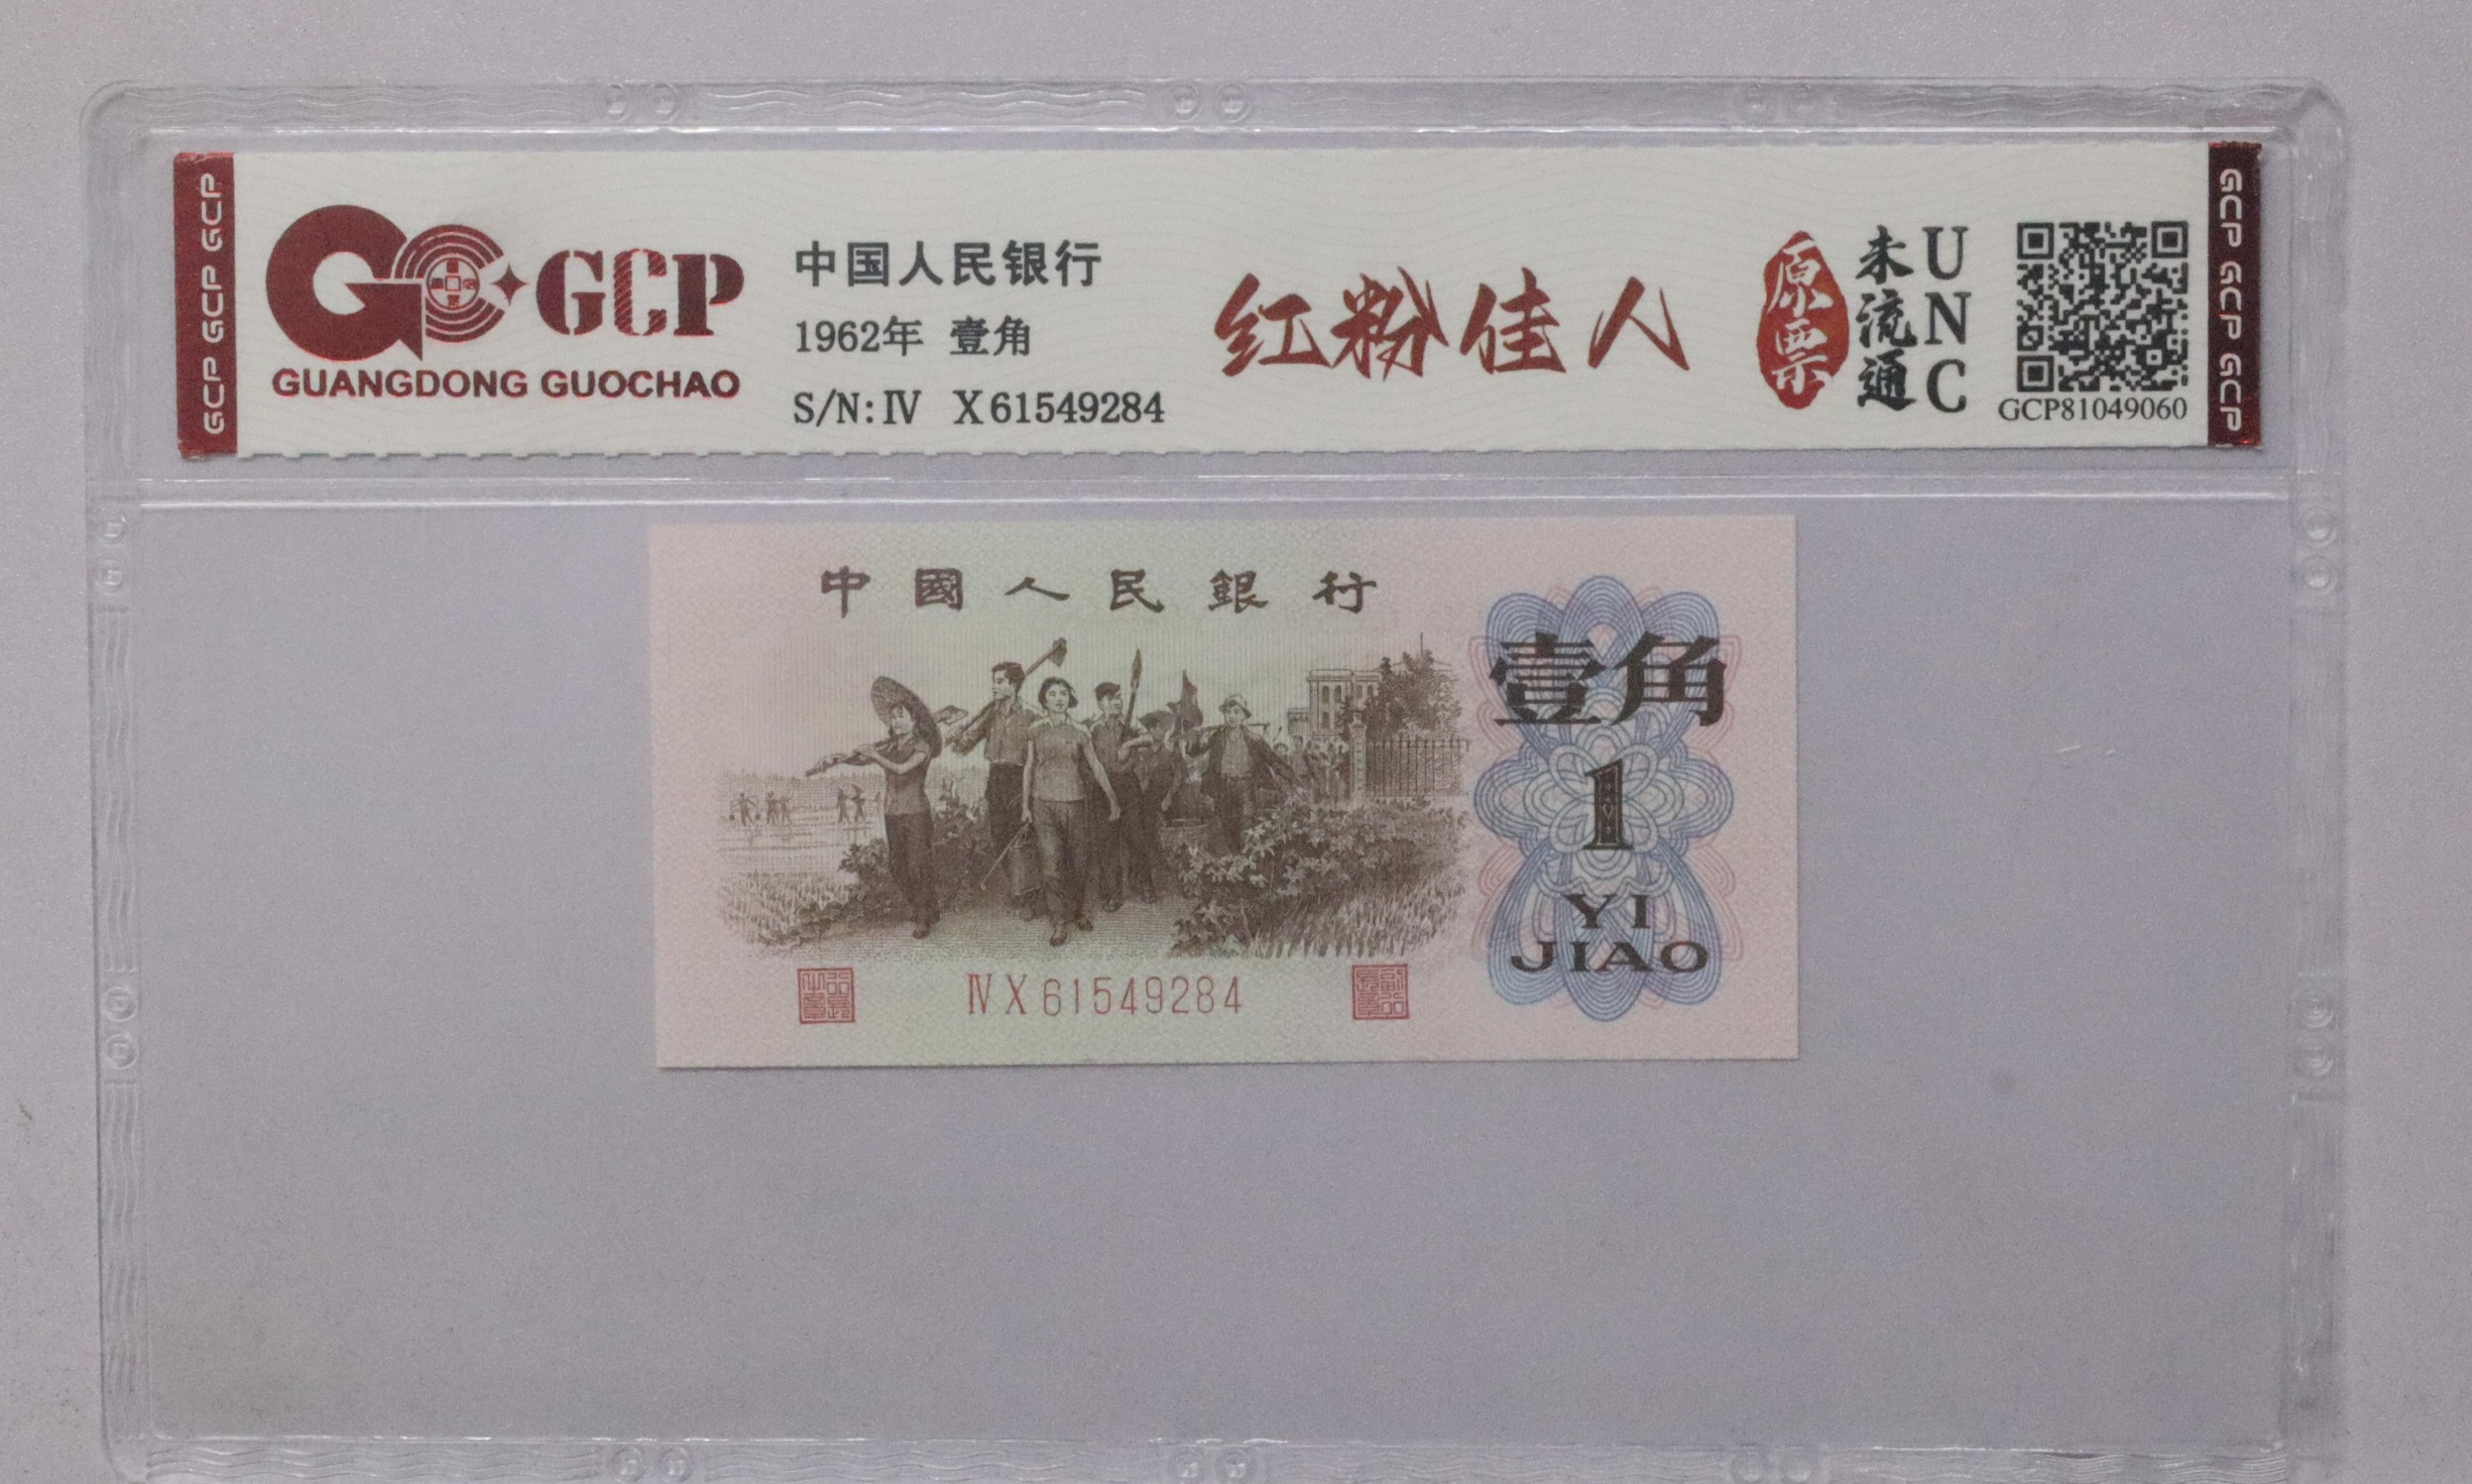 GCP GCP GCP
GCP
GUANGDONG GUOCHAO
中国人民银行
1962年 壹角
S/N: Ⅳ X61549284
红粉佳人
原票
未流通
UNC
GCP81049060
GCP GCP GCP
中國人民銀行
壹角
1
YI
JIAO
ⅣX61549284